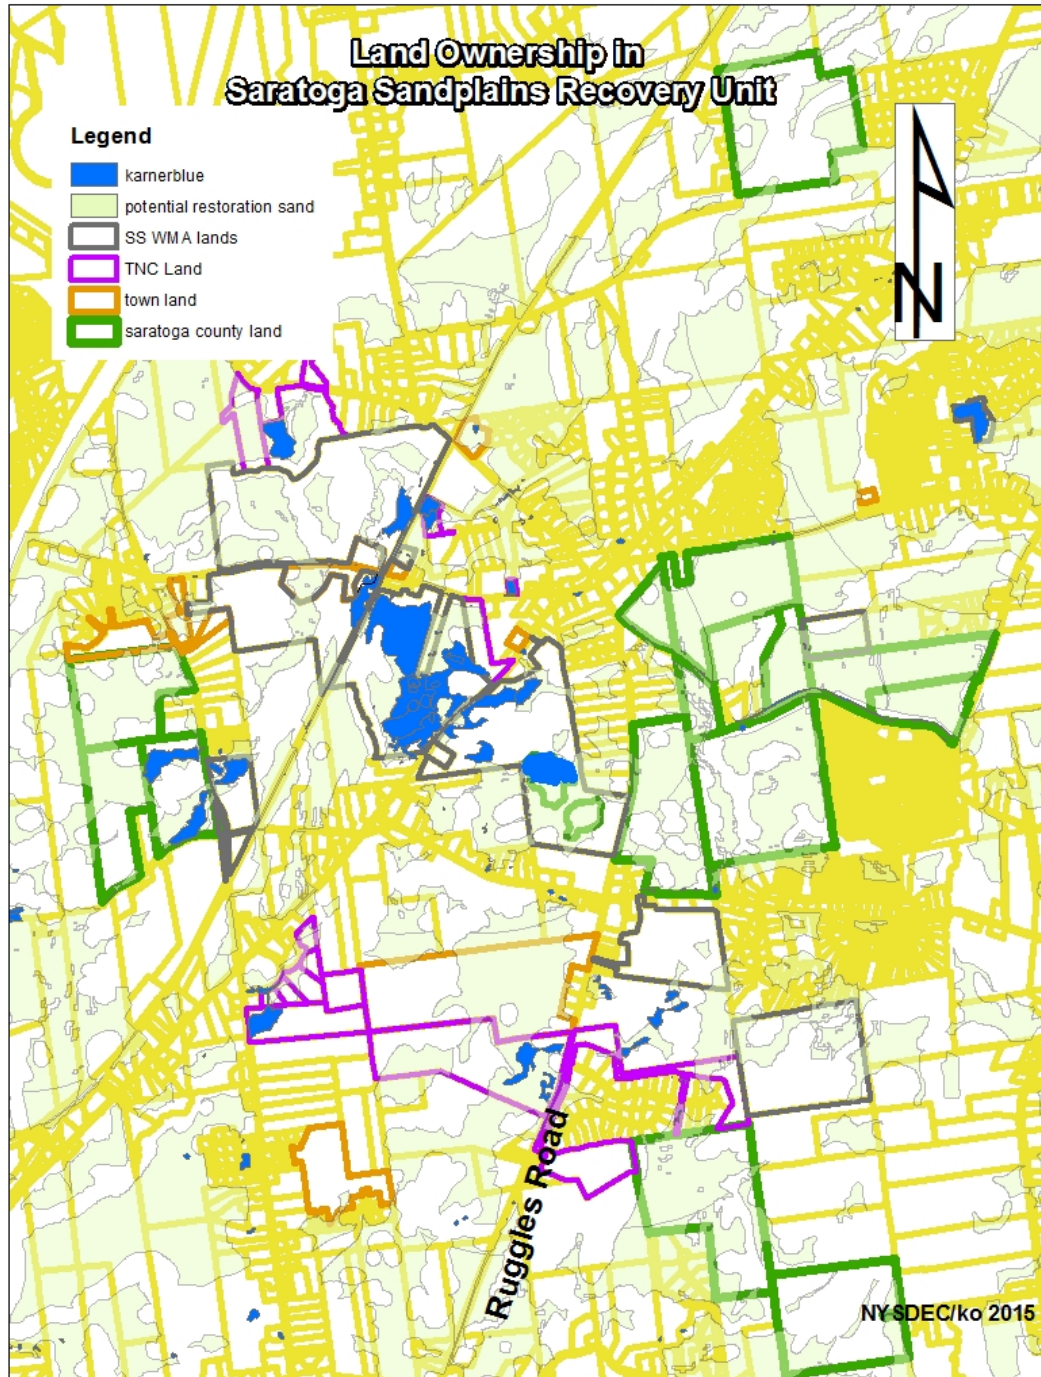 Land Ownership in
Saratoga Sandplains Recovery Unit
Legend
karnerblue
potential restoration sand
SS WMA lands
TNC Land
town land
saratoga county land
N
Ruggles Road
NYSDEC/ko 2015